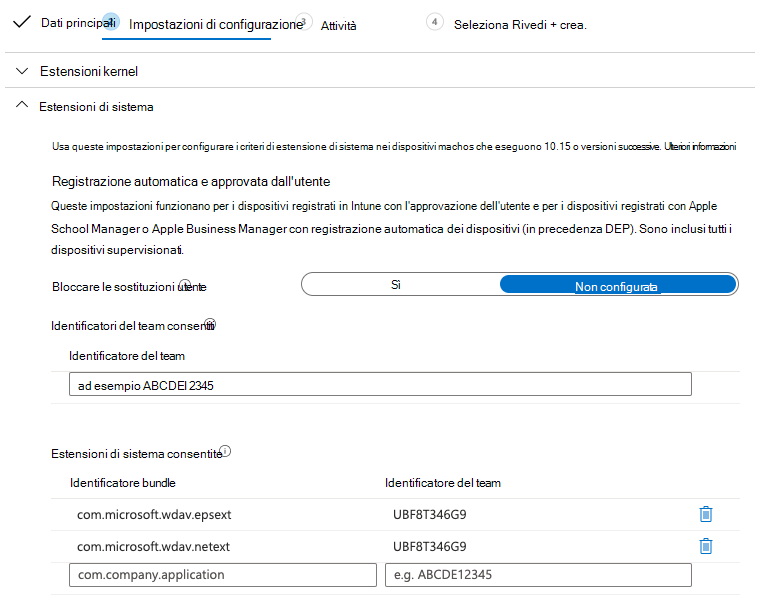 Dati principali 2 Impostazioni di configurazione 3 Attività 4 Seleziona Rivedi + crea.
Estensioni kernel
Estensioni di sistema
Usa queste impostazioni per configurare i criteri di estensione di sistema nei dispositivi machos che eseguono 10.15 o versioni successive. Ulteriori informazioni
Registrazione automatica e approvata dall'utente
Queste impostazioni funzionano per i dispositivi registrati in Intune con l'approvazione dell'utente e per i dispositivi registrati con Apple
School Manager o Apple Business Manager con registrazione automatica dei dispositivi (in precedenza DEP). Sono inclusi tutti i
dispositivi supervisionati.
Bloccare le sostituzioni utente Sì Non configurata
Identificatori del team consentiti
Identificatore del team
ad esempio ABCDEI 2345
Estensioni di sistema consentite
Identificatore bundle Identificatore del team
com.microsoft.wdav.epsext UBF8T346G9
com.microsoft.wdav.netext UBF8T346G9
com.company.application e.g. ABCDE12345